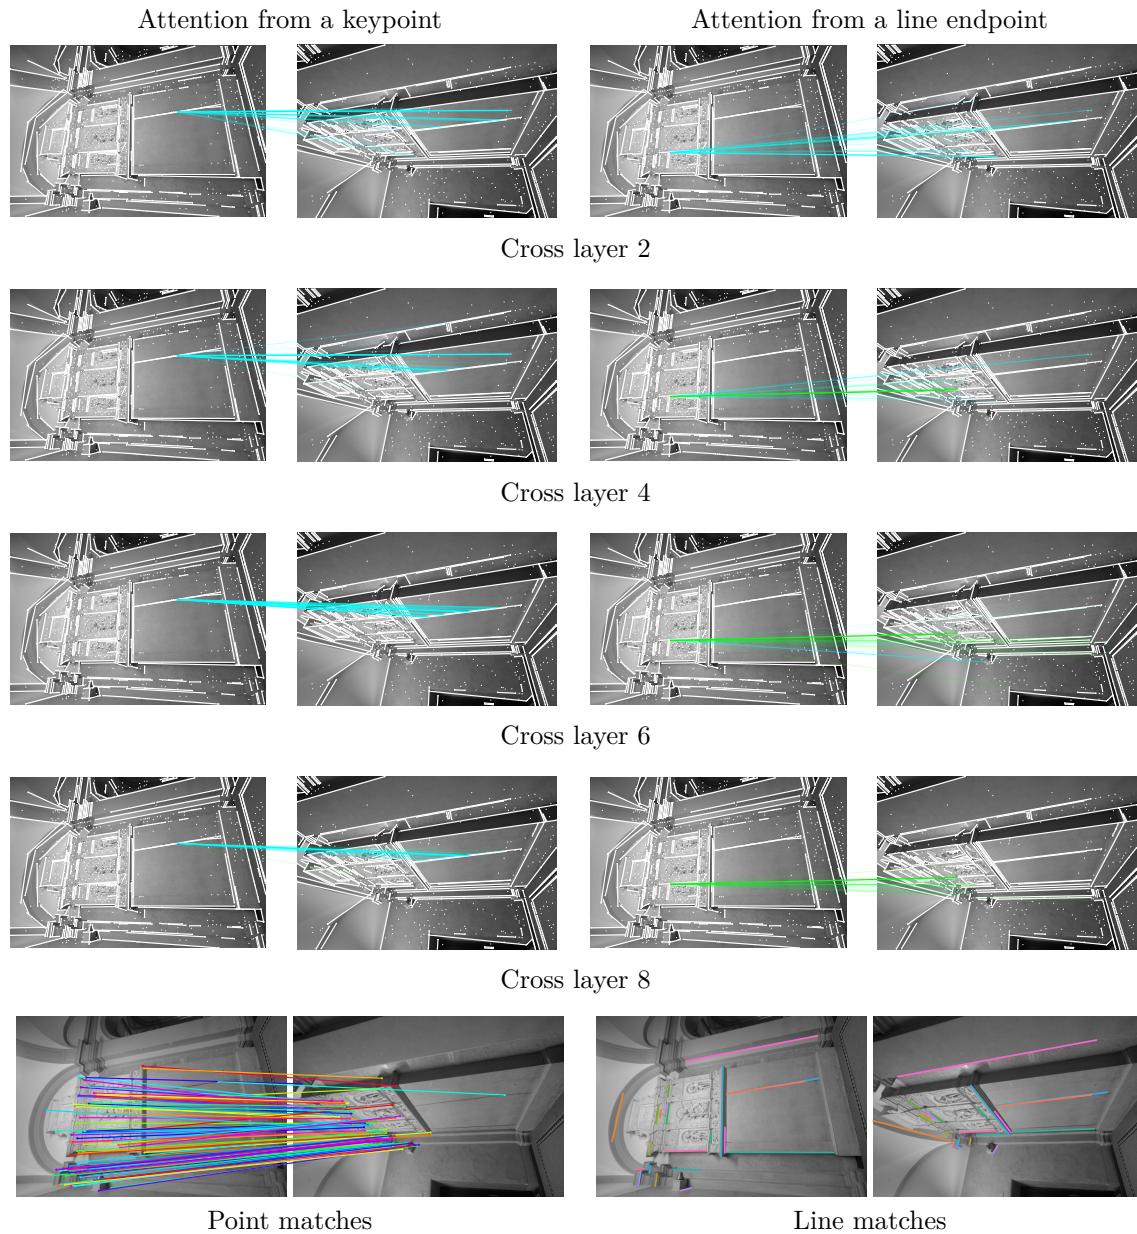 Attention from a keypoint
Attention from a line endpoint
Cross layer 2
Cross layer 4
Cross layer 6
Cross layer 8
Point matches
Line matches